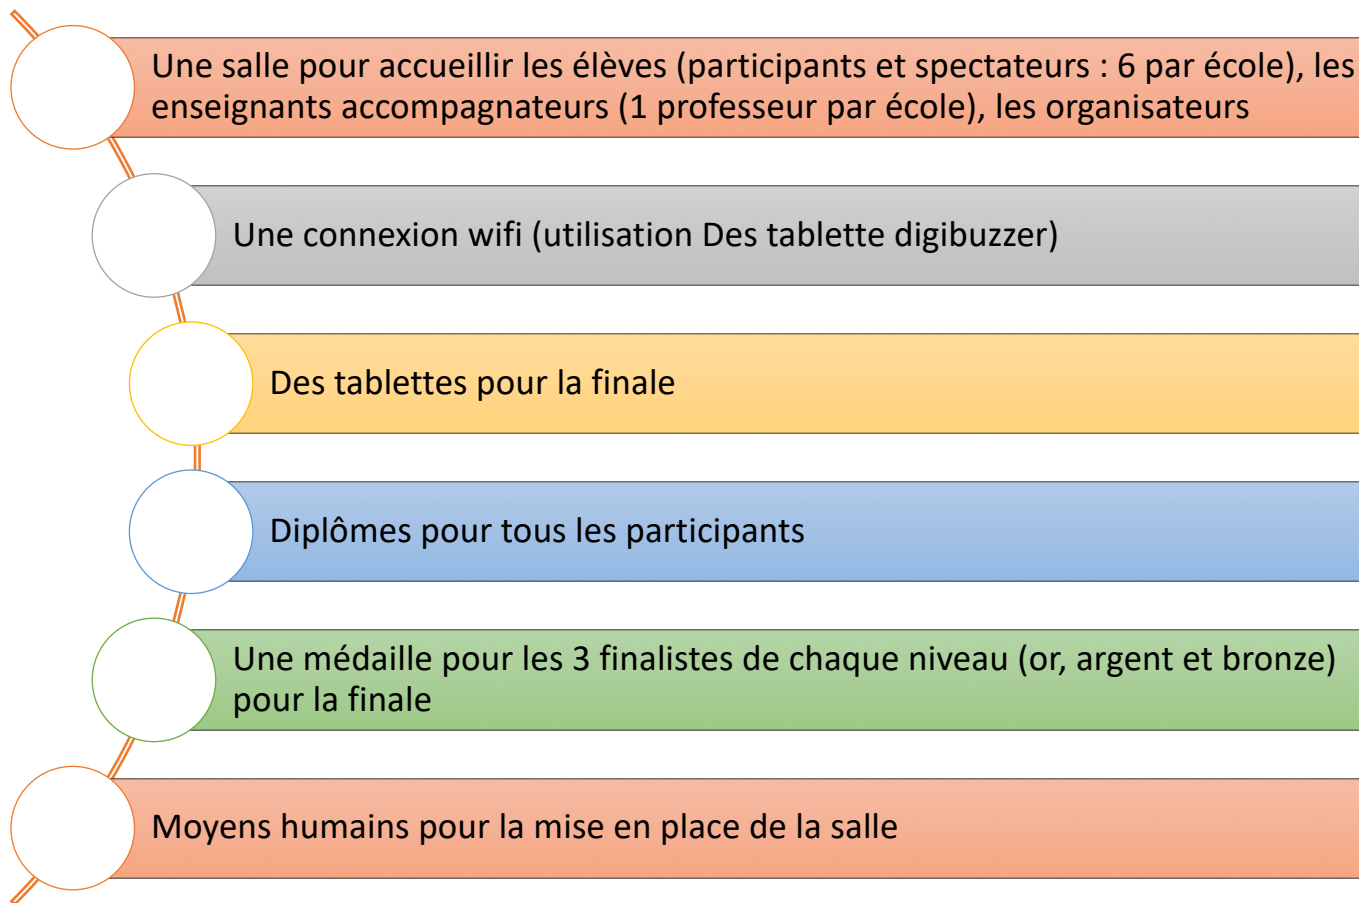 Une salle pour accueillir les élèves (participants et spectateurs : 6 par école), les
enseignants accompagnateurs (1 professeur par école), les organisateurs
Une connexion wifi (utilisation Des tablette digibuzzer)
Des tablettes pour la finale
Diplômes pour tous les participants
Une médaille pour les 3 finalistes de chaque niveau (or, argent et bronze)
pour la finale
Moyens humains pour la mise en place de la salle